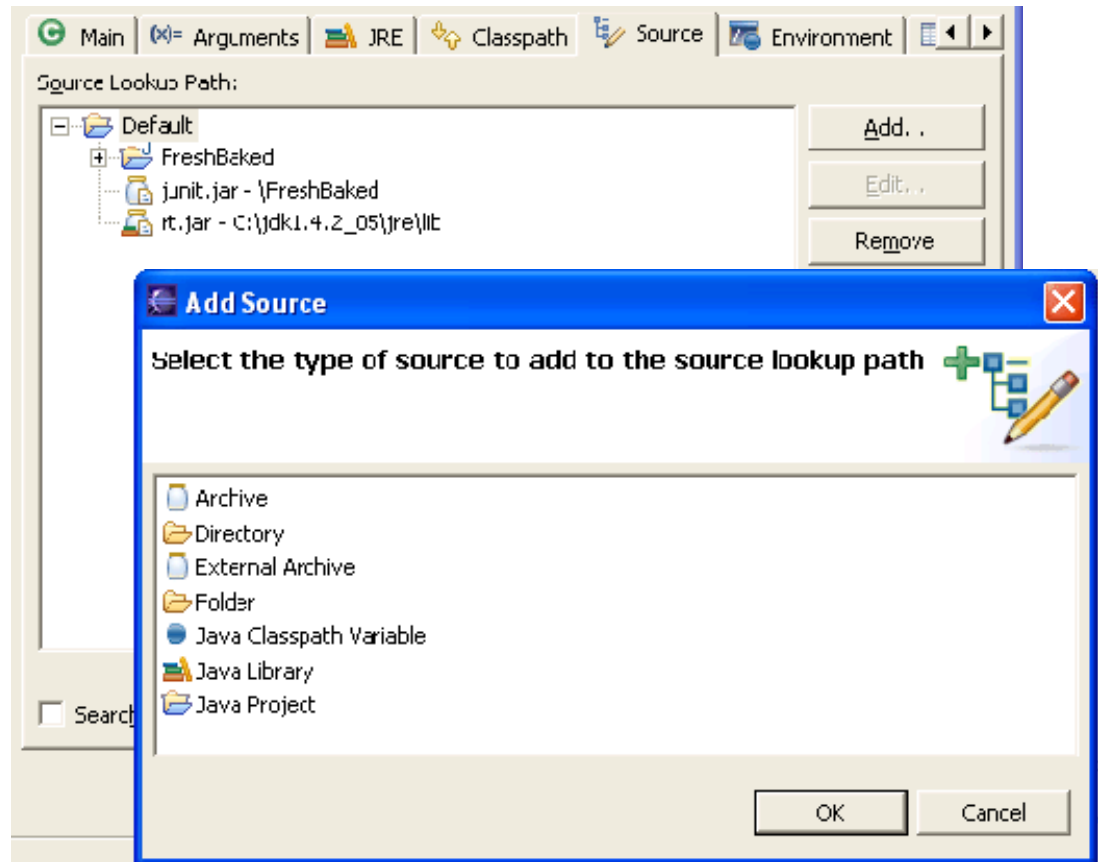 Main (x)= Arguments JRE Classpath Source Environment
Source Lookup Path:
Default
Add. .
FreshBaked
Edit. .
junit.jar - \FreshBaked
rt.jar - C:\jdk1.4.2_05\jre\lib
Remove
Add Source
Select the type of source to add to the source lookup path
Archive
Directory
External Archive
Folder
Java Classpath Variable
Java Library
Java Project
Search
OK Cancel